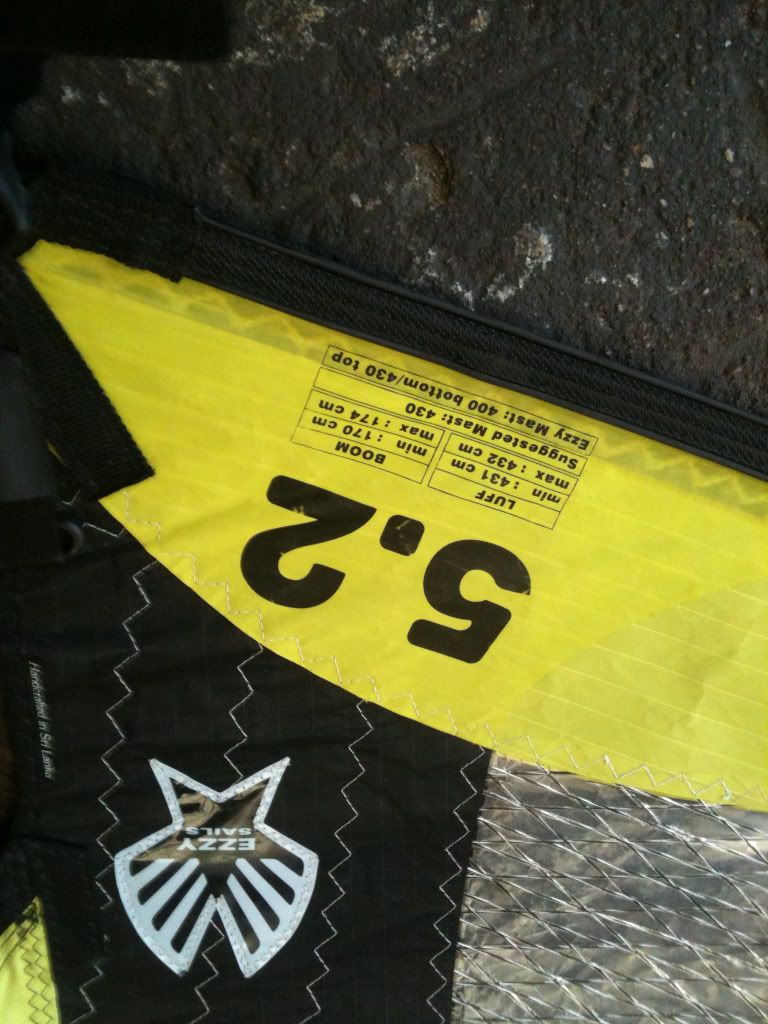 5.2
LUFF
min : 431 cm
max : 432 cm
BOOM
min : 170 cm
max : 174 cm
Suggested Mast: 430
Ezzy Mast: 400 bottom/430 top
EZZY
SAILS
Handcrafted in Sri Lanka